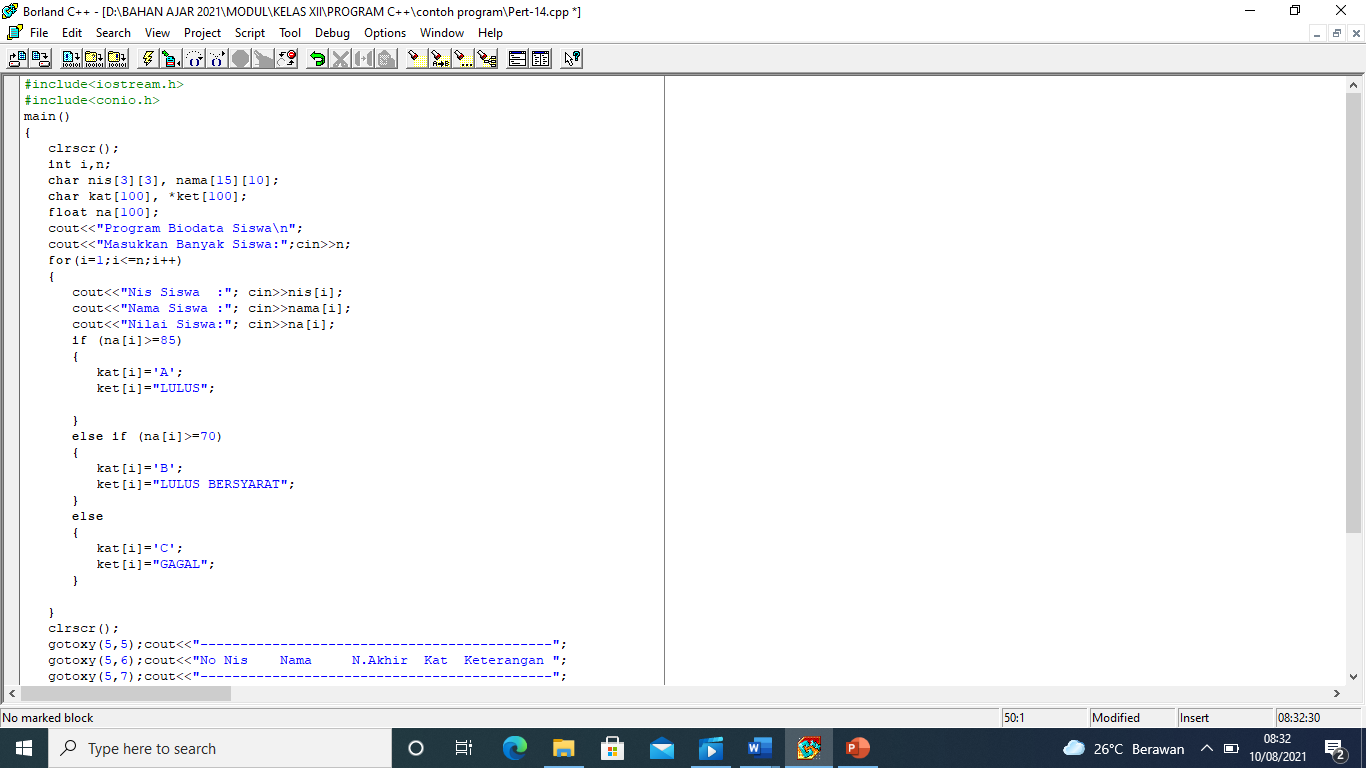 Borland C++ - [D:\BAHAN AJAR 2021\MODUL\KELAS XII\PROGRAM C++\contoh program\Pert-14.cpp *]
File Edit Search View Project Script Tool Debug Options Window Help
#include<iostream.h>
#include<conio.h>
main()
{
clrscr();
int i,n;
char nis[3][3], nama[15][10];
char kat[100], *ket[100];
float na[100];
cout<<"Program Biodata Siswa\n";
cout<<"Masukkan Banyak Siswa:";cin>>n;
for(i=1;i<=n;i++)
{
cout<<"Nis Siswa  :"; cin>>nis[i];
cout<<"Nama Siswa :"; cin>>nama[i];
cout<<"Nilai Siswa:"; cin>>na[i];
if (na[i]>=85)
{
kat[i]='A';
ket[i]="LULUS";
}
else if (na[i]>=70)
{
kat[i]='B';
ket[i]="LULUS BERSYARAT";
}
else
{
kat[i]='C';
ket[i]="GAGAL";
}
}
clrscr();
gotoxy(5,5);cout<<"--------------------------------------------";
gotoxy(5,6);cout<<"No Nis    Nama     N.Akhir  Kat  Keterangan ";
gotoxy(5,7);cout<<"--------------------------------------------";
No marked block 50:1 Modified Insert 08:32:30
Type here to search 26°C Berawan 08:32
10/08/2021 2